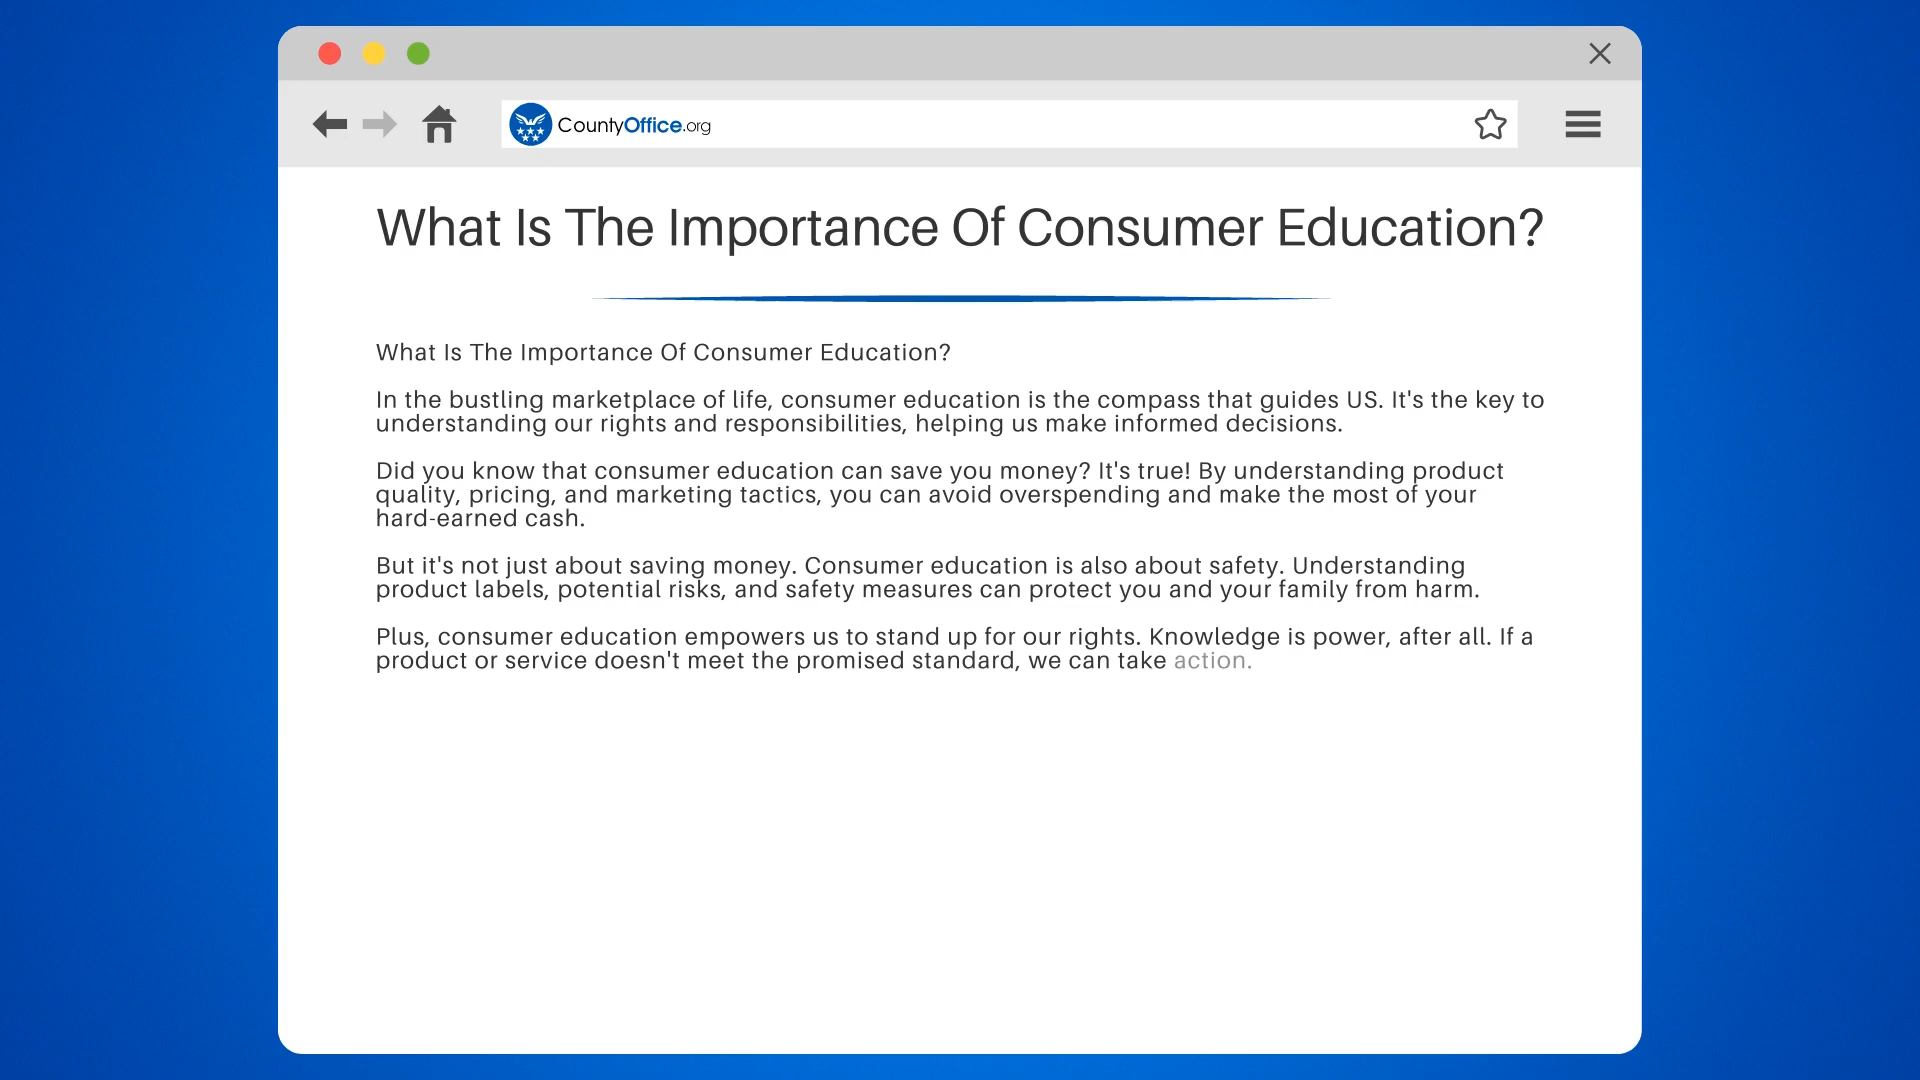 CountyOffice.org
What Is The Importance Of Consumer Education?
What Is The Importance Of Consumer Education?
In the bustling marketplace of life, consumer education is the compass that guides US. It's the key to
understanding our rights and responsibilities, helping us make informed decisions.
Did you know that consumer education can save you money? It's true! By understanding product
quality, pricing, and marketing tactics, you can avoid overspending and make the most of your
hard-earned cash.
But it's not just about saving money. Consumer education is also about safety. Understanding
product labels, potential risks, and safety measures can protect you and your family from harm.
Plus, consumer education empowers us to stand up for our rights. Knowledge is power, after all. If a
product or service doesn't meet the promised standard, we can take action.